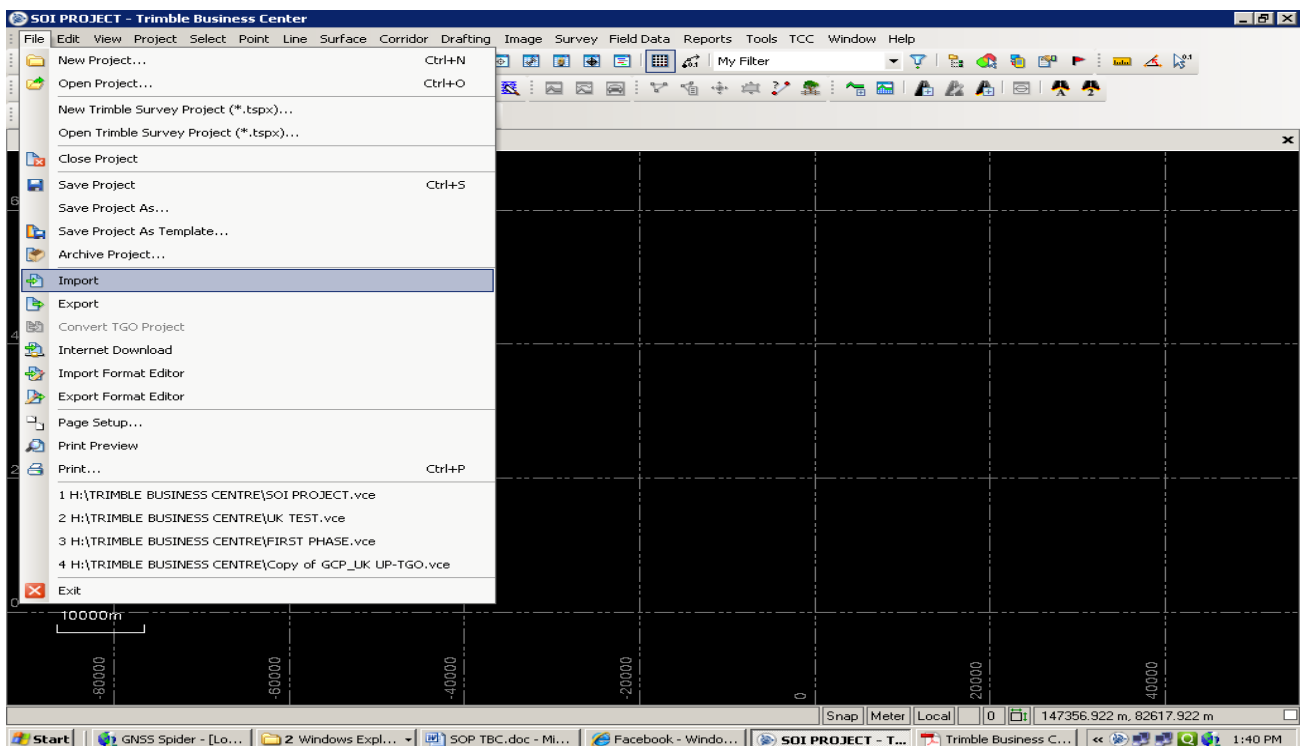 SOI PROJECT - Trimble Business Center
File Edit View Project Select Point Line Surface Corridor Drafting Image Survey Field Data Reports Tools TCC Window Help
New Project... Ctrl+N
My Filter
Open Project... Ctrl+O
New Trimble Survey Project (*.tspx)...
Open Trimble Survey Project (*.tspx)...
Close Project
Save Project Ctrl+S
Save Project As...
Save Project As Template...
Archive Project...
Import
Export
Convert TGO Project
Internet Download
Import Format Editor
Export Format Editor
Page Setup...
Print Preview
Print... Ctrl+P
1 H:\TRIMBLE BUSINESS CENTRE\SOI PROJECT.vce
2 H:\TRIMBLE BUSINESS CENTRE\UK TEST.vce
3 H:\TRIMBLE BUSINESS CENTRE\FIRST PHASE.vce
4 H:\TRIMBLE BUSINESS CENTRE\Copy of GCP_UK UP-TGO.vce
Exit
6
4
2
0
10000m
-80000 -60000 -40000 -20000 0 20000 40000
Snap Meter Local 0 147356.922 m, 82617.922 m
Start GNSS Spider - [Lo... 2 Windows Expl... SOP TBC.doc - Mi... Facebook - Windo... SOI PROJECT - T... Trimble Business C... « 1:40 PM